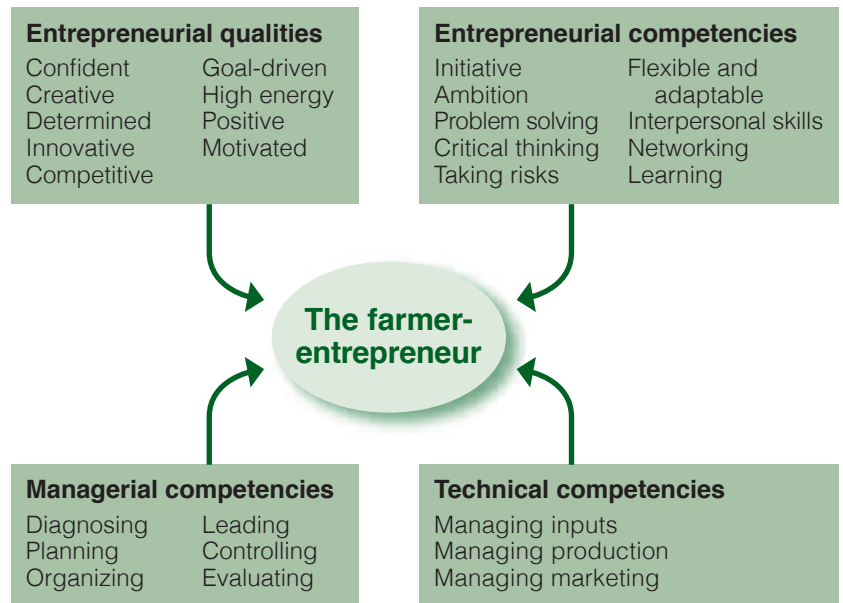 Entrepreneurial qualities
Confident
Creative
Determined
Innovative
Competitive
Goal-driven
High energy
Positive
Motivated
Entrepreneurial competencies
Initiative
Ambition
Problem solving
Critical thinking
Taking risks
Flexible and
adaptable
Interpersonal skills
Networking
Learning
The farmer-
entrepreneur
Managerial competencies
Diagnosing
Planning
Organizing
Leading
Controlling
Evaluating
Technical competencies
Managing inputs
Managing production
Managing marketing